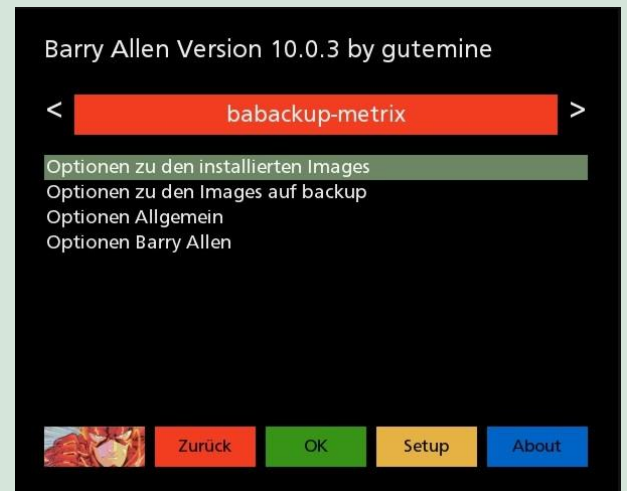 Barry Allen Version 10.0.3 by gutemine
< babackup-metrix >
Optionen zu den installierten Images
Optionen zu den Images auf backup
Optionen Allgemein
Optionen Barry Allen
Zurück OK Setup About